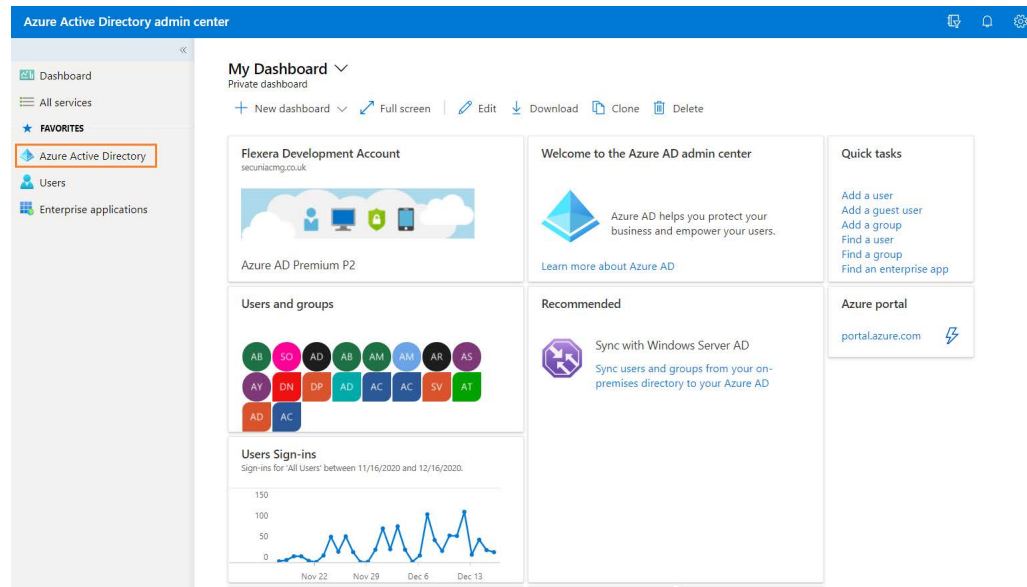 Azure Active Directory admin center
«
Dashboard
All services
FAVORITES
Azure Active Directory
Users
Enterprise applications
My Dashboard
Private dashboard
New dashboard
Full screen
Edit
Download
Clone
Delete
Flexera Development Account
secuniacmg.co.uk
Azure AD Premium P2
Welcome to the Azure AD admin center
Azure AD helps you protect your
business and empower your users.
Learn more about Azure AD
Quick tasks
Add a user
Add a guest user
Add a group
Find a user
Find a group
Find an enterprise app
Users and groups
AB SO AD AB AM AM AR AS
AY DN DP AD AC AC SV AT
AD AC
Recommended
Sync with Windows Server AD
Sync users and groups from your on-
premises directory to your Azure AD
Azure portal
portal.azure.com
Users Sign-ins
Sign-ins for 'All Users' between 11/16/2020 and 12/16/2020.
150
100
50
0
Nov 22 Nov 29 Dec 6 Dec 13